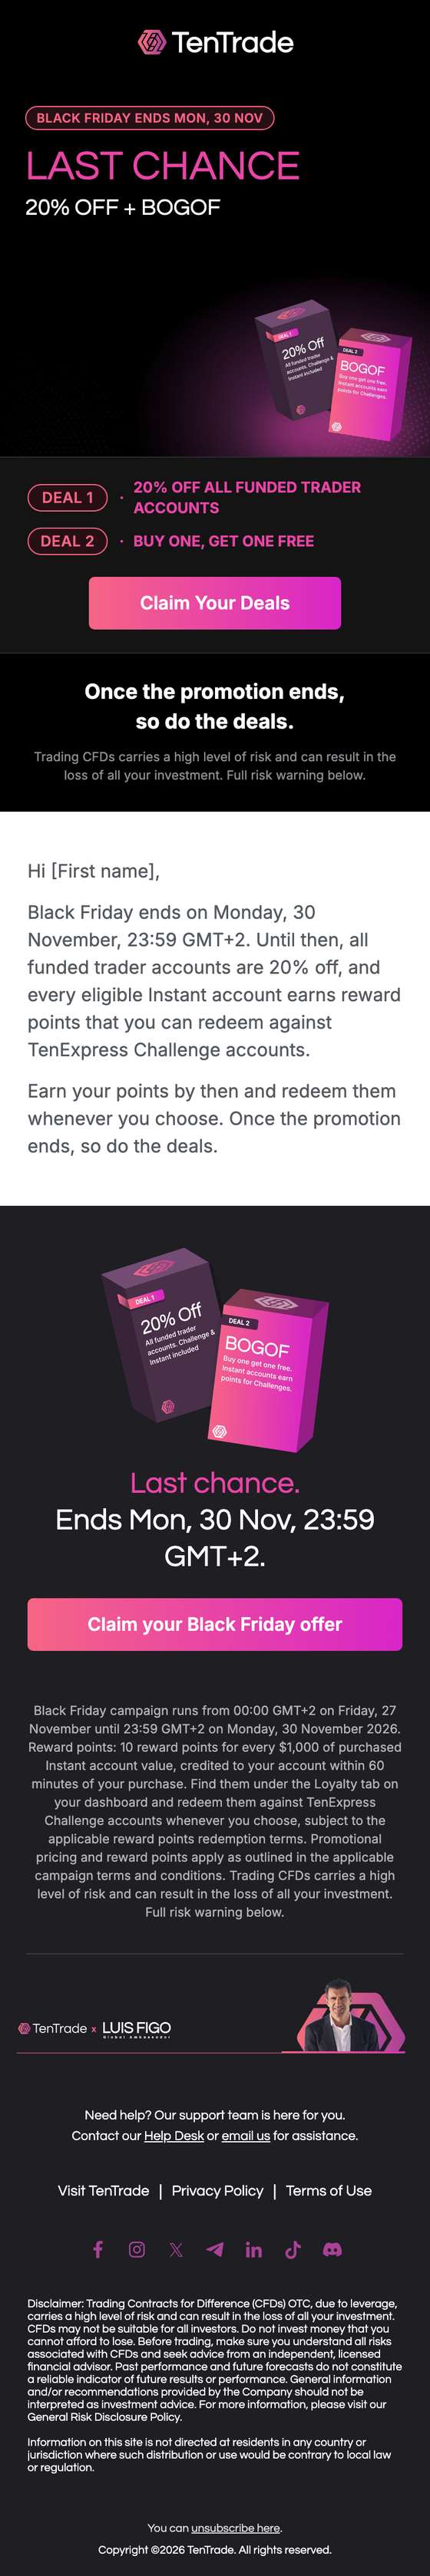 TenTrade
BLACK FRIDAY ENDS MON, 30 NOV
LAST CHANCE
20% OFF + BOGOF
DEAL 1
20% Off
All funded trader
accounts. Challenge &
Instant included
DEAL 2
BOGOF
Buy one get one free.
Instant accounts earn
points for Challenges.
DEAL 1 · 20% OFF ALL FUNDED TRADER
ACCOUNTS
DEAL 2 · BUY ONE, GET ONE FREE
Claim Your Deals
Once the promotion ends,
so do the deals.
Trading CFDs carries a high level of risk and can result in the
loss of all your investment. Full risk warning below.
Hi [First name],
Black Friday ends on Monday, 30
November, 23:59 GMT+2. Until then, all
funded trader accounts are 20% off, and
every eligible Instant account earns reward
points that you can redeem against
TenExpress Challenge accounts.
Earn your points by then and redeem them
whenever you choose. Once the promotion
ends, so do the deals.
DEAL 1
20% Off
All funded trader
accounts. Challenge &
Instant included
DEAL 2
BOGOF
Buy one get one free.
Instant accounts earn
points for Challenges.
Last chance.
Ends Mon, 30 Nov, 23:59
GMT+2.
Claim your Black Friday offer
Black Friday campaign runs from 00:00 GMT+2 on Friday, 27
November until 23:59 GMT+2 on Monday, 30 November 2026.
Reward points: 10 reward points for every $1,000 of purchased
Instant account value, credited to your account within 60
minutes of your purchase. Find them under the Loyalty tab on
your dashboard and redeem them against TenExpress
Challenge accounts whenever you choose, subject to the
applicable reward points redemption terms. Promotional
pricing and reward points apply as outlined in the applicable
campaign terms and conditions. Trading CFDs carries a high
level of risk and can result in the loss of all your investment.
Full risk warning below.
TenTrade x LUIS FIGO
Global Ambassador
Need help? Our support team is here for you.
Contact our Help Desk or email us for assistance.
Visit TenTrade | Privacy Policy | Terms of Use
Disclaimer: Trading Contracts for Difference (CFDs) OTC, due to leverage,
carries a high level of risk and can result in the loss of all your investment.
CFDs may not be suitable for all investors. Do not invest money that you
cannot afford to lose. Before trading, make sure you understand all risks
associated with CFDs and seek advice from an independent, licensed
financial advisor. Past performance and future forecasts do not constitute
a reliable indicator of future results or performance. General information
and/or recommendations provided by the Company should not be
interpreted as investment advice. For more information, please visit our
General Risk Disclosure Policy.
Information on this site is not directed at residents in any country or
jurisdiction where such distribution or use would be contrary to local law
or regulation.
You can unsubscribe here.
Copyright ©2026 TenTrade. All rights reserved.